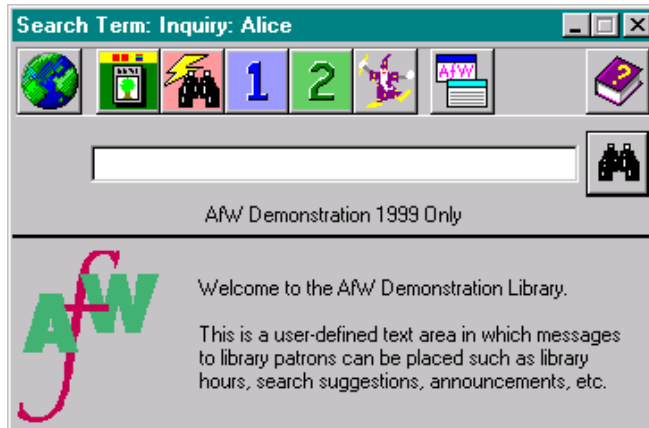 Search Term: Inquiry: Alice
1 2 AfW
AfW Demonstration 1999 Only
AfW
Welcome to the AfW Demonstration Library.
This is a user-defined text area in which messages
to library patrons can be placed such as library
hours, search suggestions, announcements, etc.